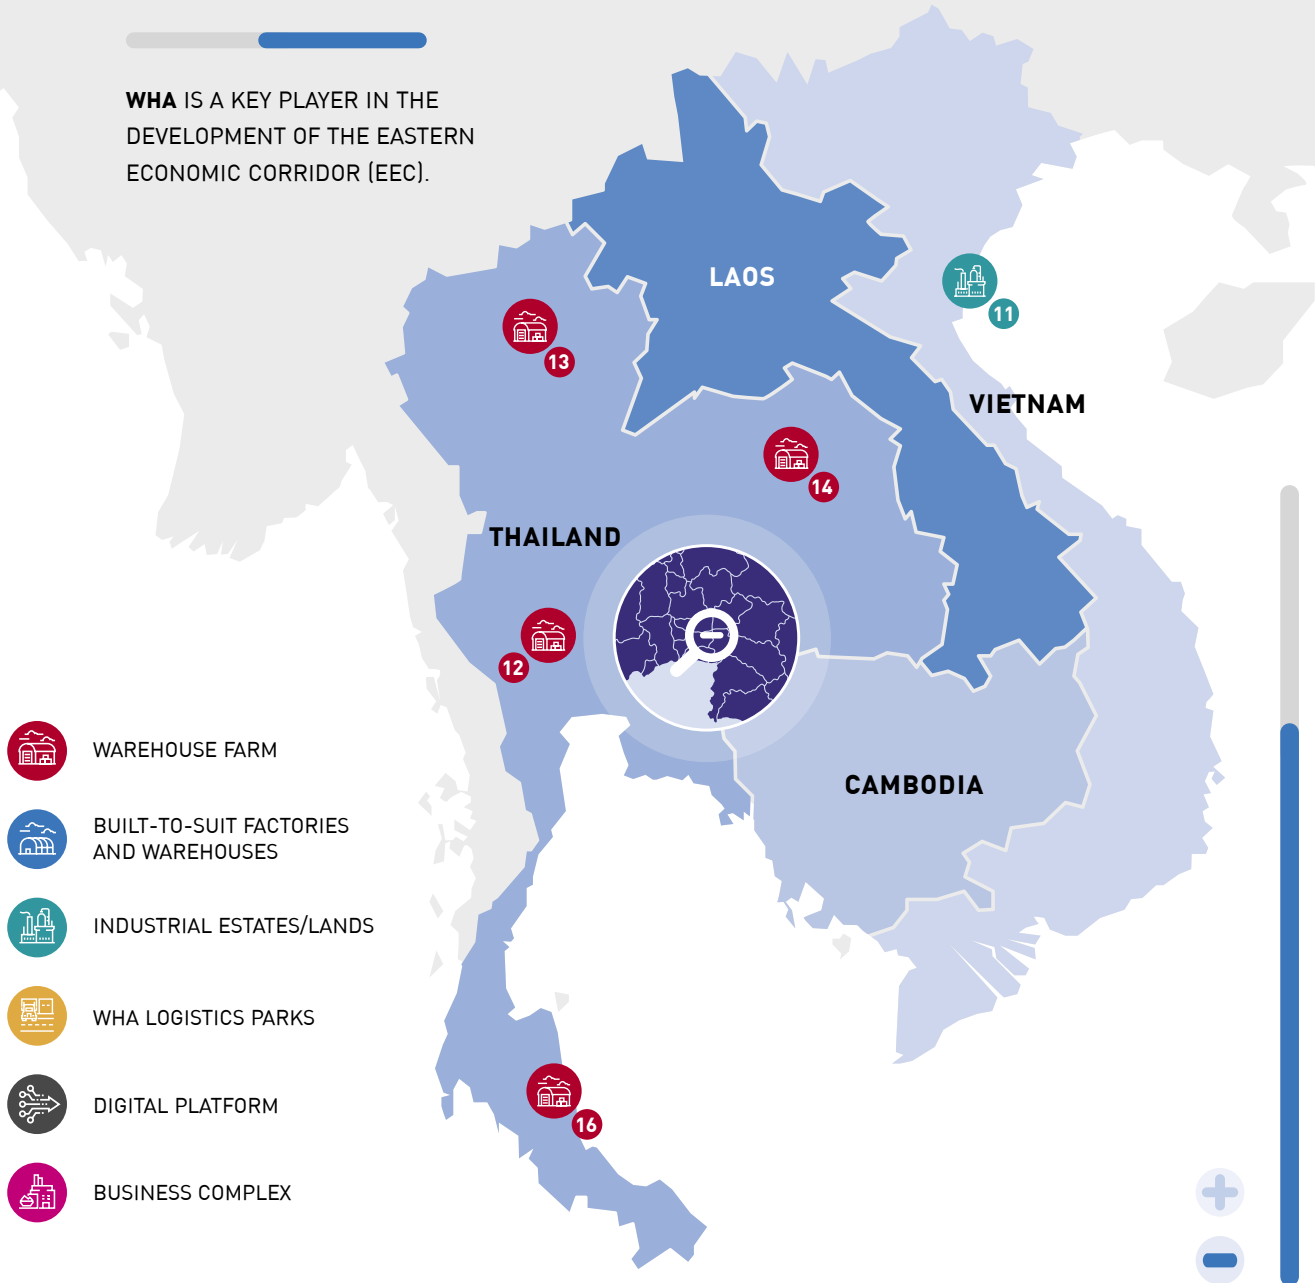 WHA IS A KEY PLAYER IN THE
DEVELOPMENT OF THE EASTERN
ECONOMIC CORRIDOR (EEC).
LAOS
11
13
VIETNAM
14
THAILAND
12
CAMBODIA
16
WAREHOUSE FARM
BUILT-TO-SUIT FACTORIES
AND WAREHOUSES
INDUSTRIAL ESTATES/LANDS
WHA LOGISTICS PARKS
DIGITAL PLATFORM
BUSINESS COMPLEX